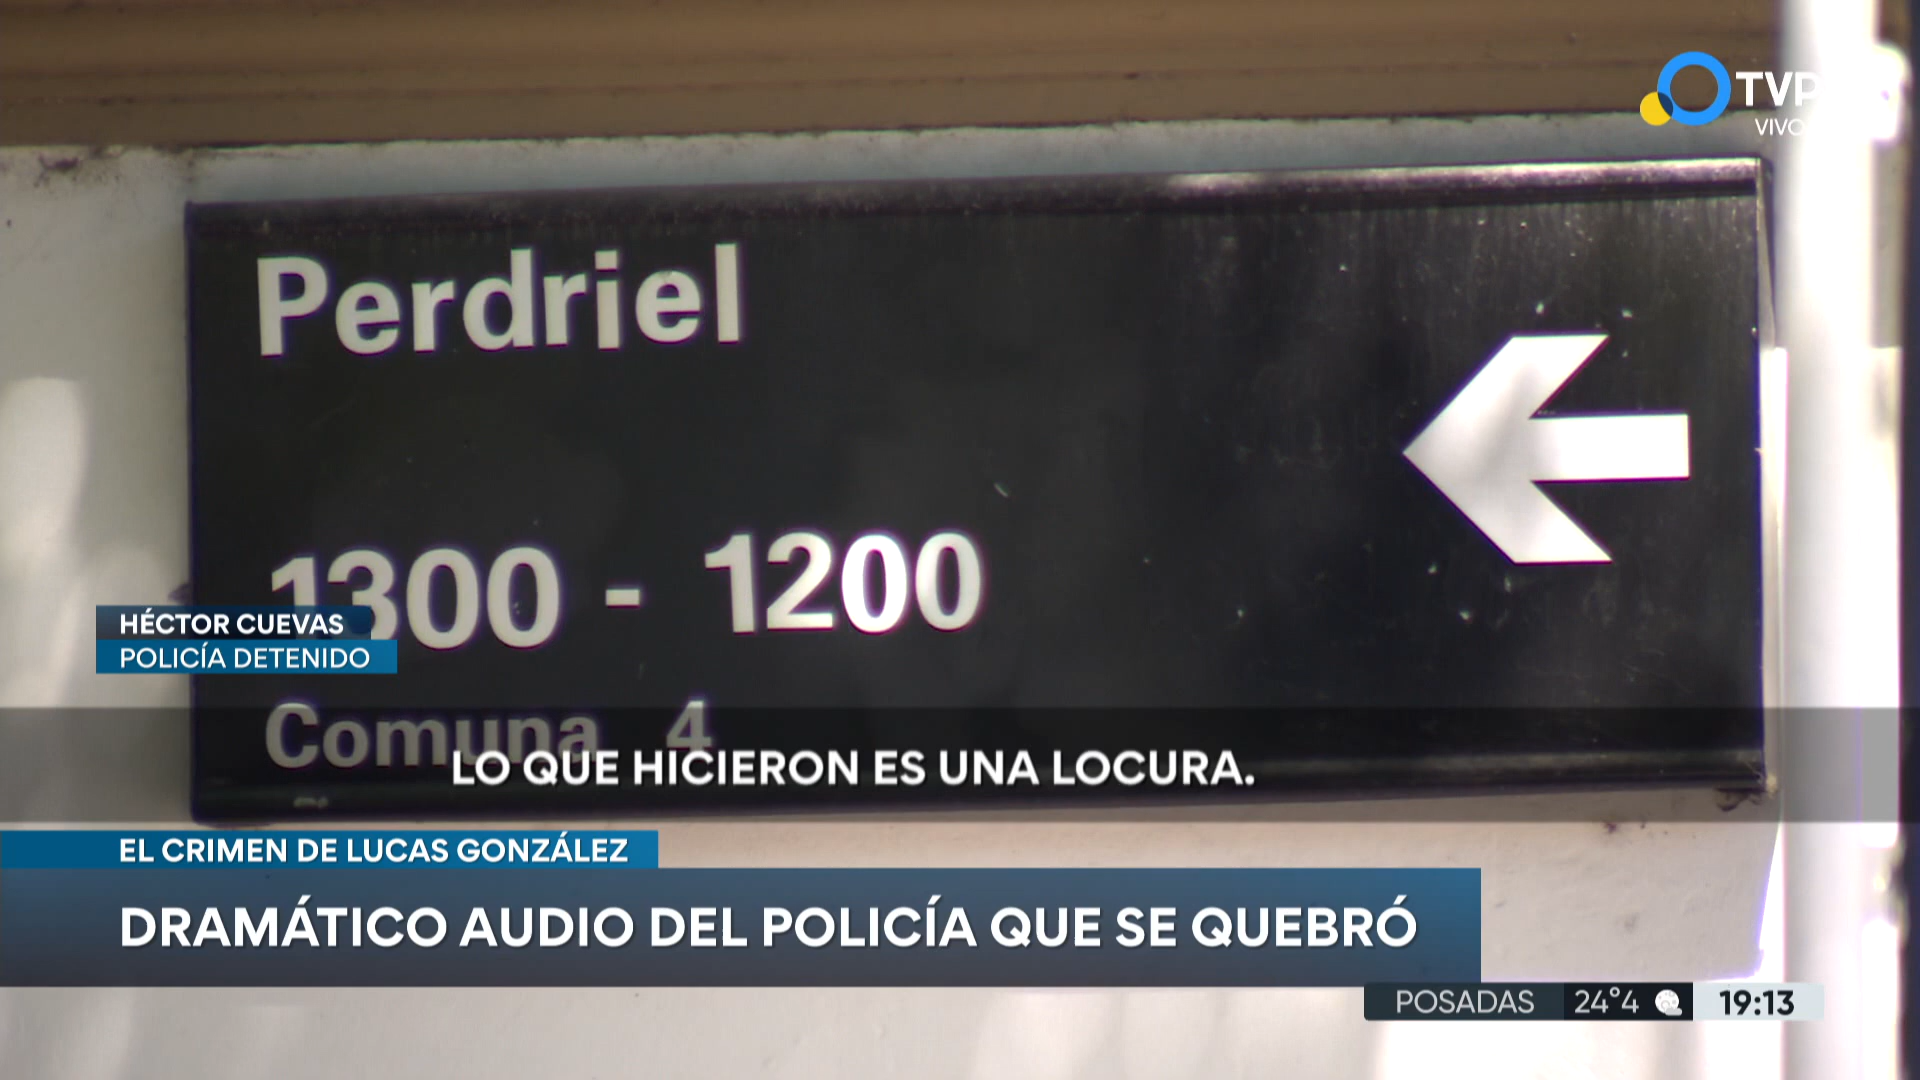 TVP
VIVO
Perdriel
1300 - 1200
HÉCTOR CUEVAS
POLICÍA DETENIDO
Comuna 4
LO QUE HICIERON ES UNA LOCURA.
EL CRIMEN DE LUCAS GONZÁLEZ
DRAMÁTICO AUDIO DEL POLICÍA QUE SE QUEBRÓ
POSADAS 24°4 19:13